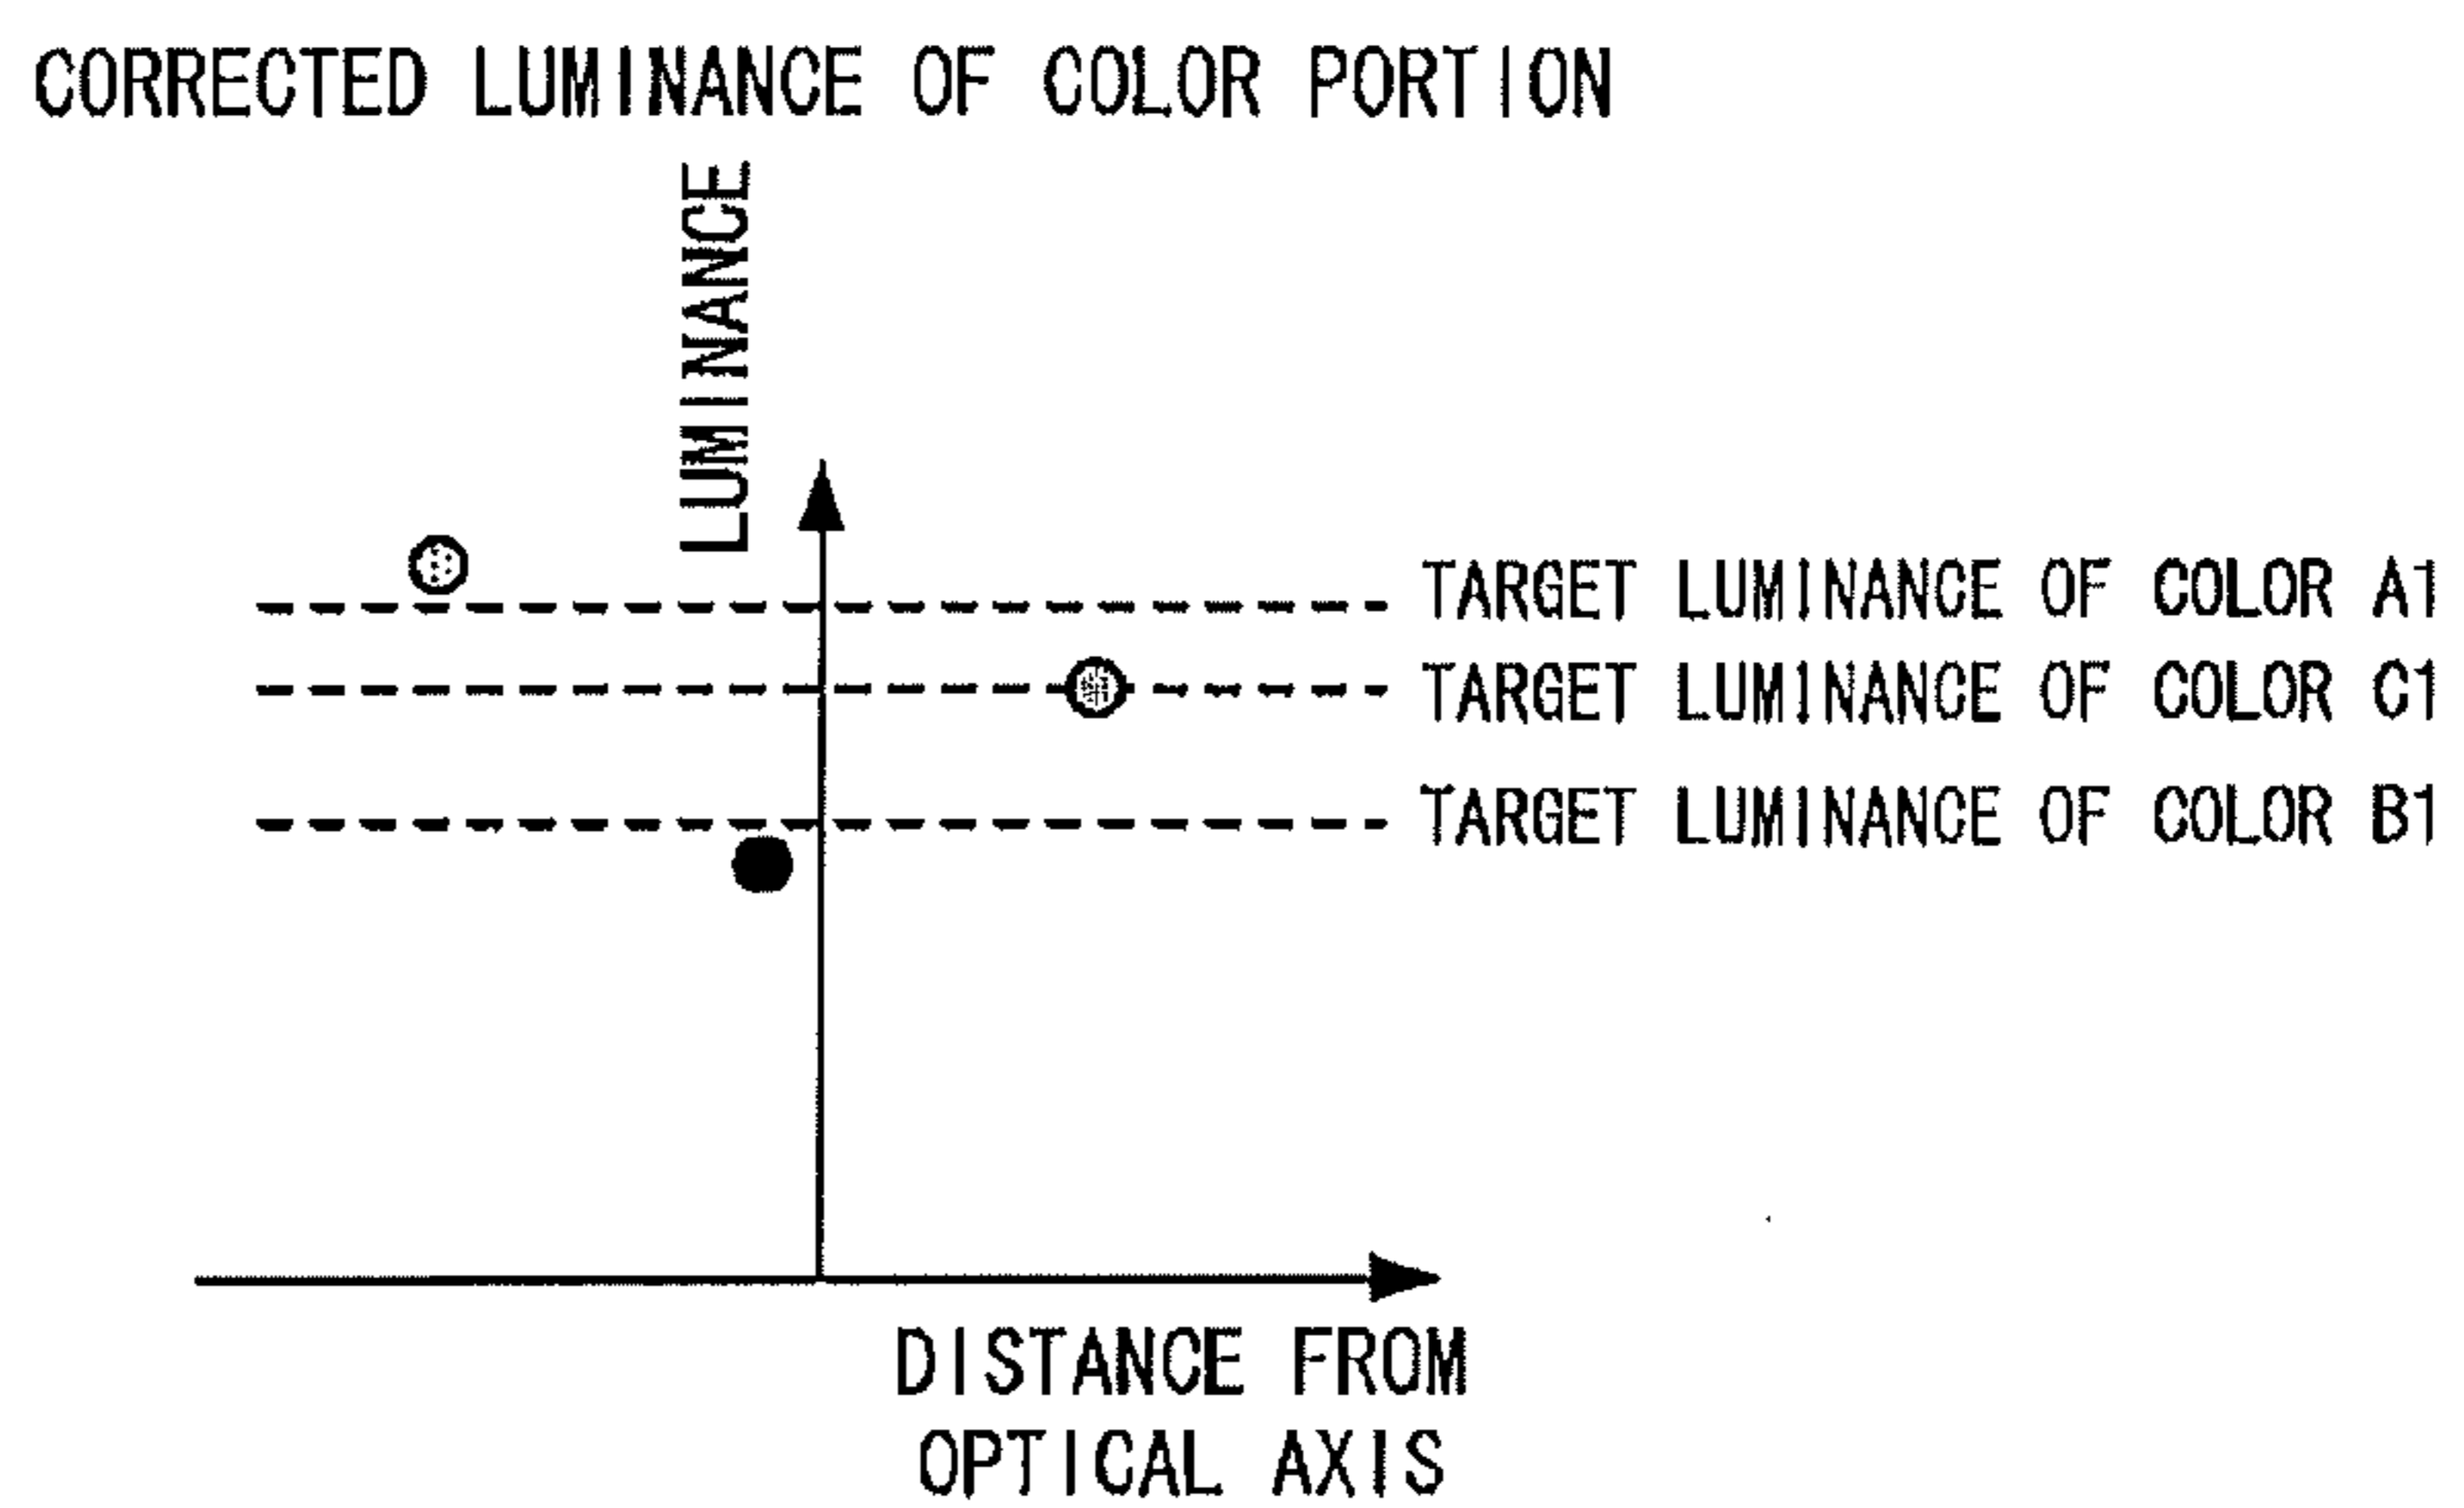 CORRECTED LUMINANCE OF COLOR PORTION
LUMINANCE
TARGET LUMINANCE OF COLOR A1
TARGET LUMINANCE OF COLOR C1
TARGET LUMINANCE OF COLOR B1
DISTANCE FROM
OPTICAL AXIS